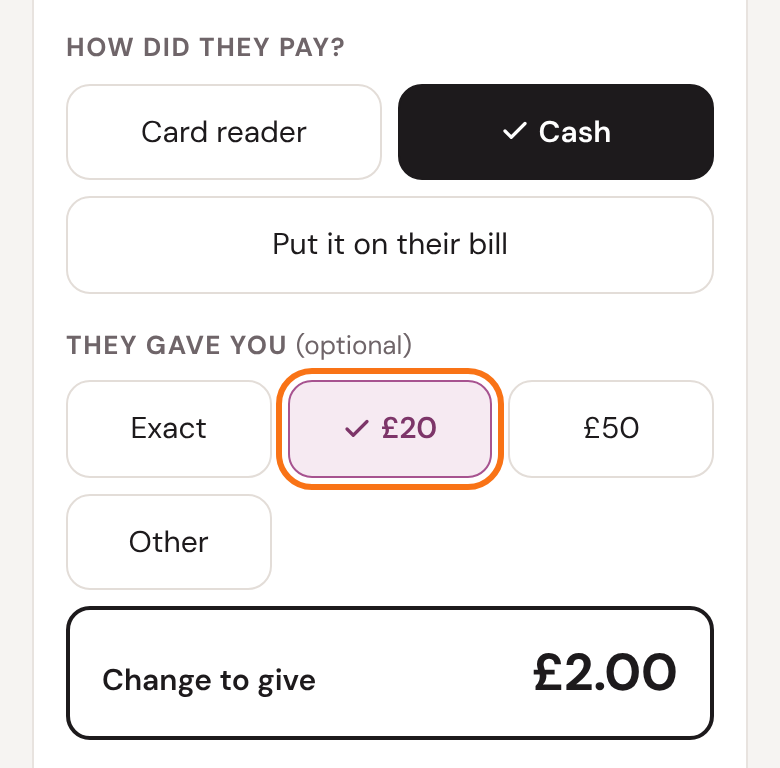 HOW DID THEY PAY?
Card reader
Cash
Put it on their bill
THEY GAVE YOU (optional)
Exact
£20
£50
Other
Change to give
£2.00